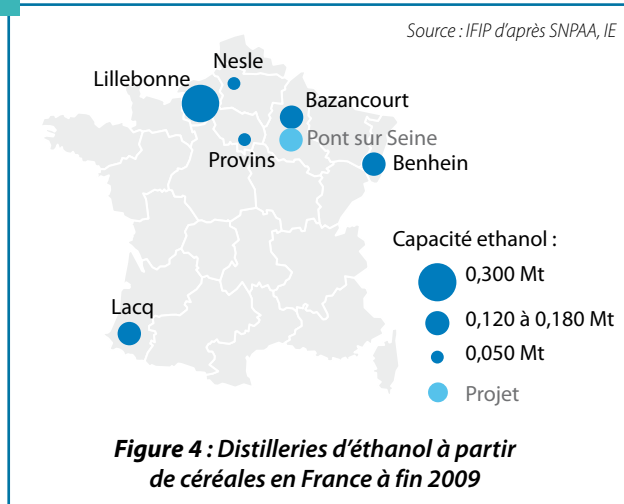 Source : IFIP d'après SNPAA, IE
Nesle
Lillebonne
Bazancourt
Pont sur Seine
Provins
Benhein
Capacité ethanol :
0,300 Mt
0,120 à 0,180 Mt
0,050 Mt
Projet
Lacq
Figure 4 : Distilleries d'éthanol à partir
de céréales en France à fin 2009